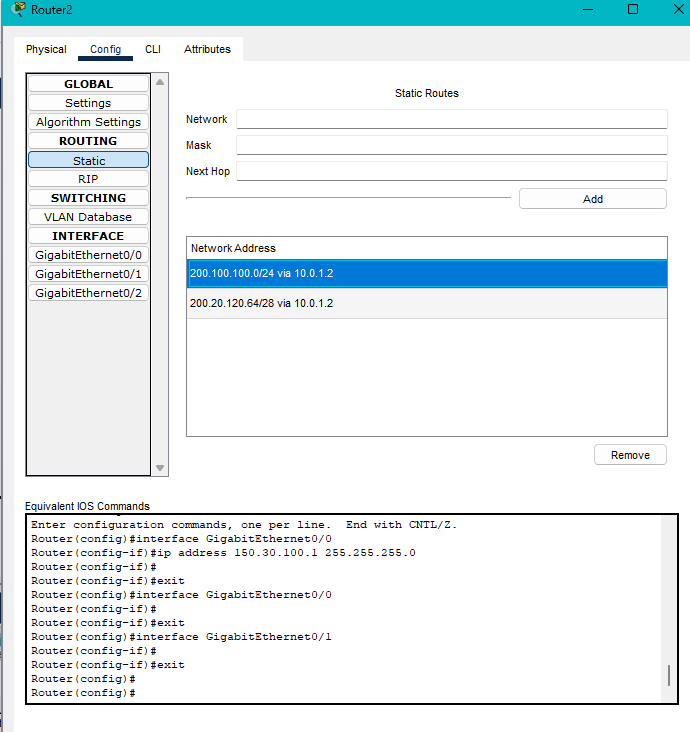 Router2
Physical Config CLI Attributes
GLOBAL
Settings
Algorithm Settings
ROUTING
Static
RIP
SWITCHING
VLAN Database
INTERFACE
GigabitEthernet0/0
GigabitEthernet0/1
GigabitEthernet0/2
Static Routes
Network
Mask
Next Hop
Add
Network Address
200.100.100.0/24 via 10.0.1.2
200.20.120.64/28 via 10.0.1.2
Remove
Equivalent IOS Commands
Enter configuration commands, one per line.  End with CNTL/Z.
Router(config)#interface GigabitEthernet0/0
Router(config-if)#ip address 150.30.100.1 255.255.255.0
Router(config-if)#
Router(config-if)#exit
Router(config)#interface GigabitEthernet0/0
Router(config-if)#
Router(config-if)#exit
Router(config)#interface GigabitEthernet0/1
Router(config-if)#
Router(config-if)#exit
Router(config)#
Router(config)#